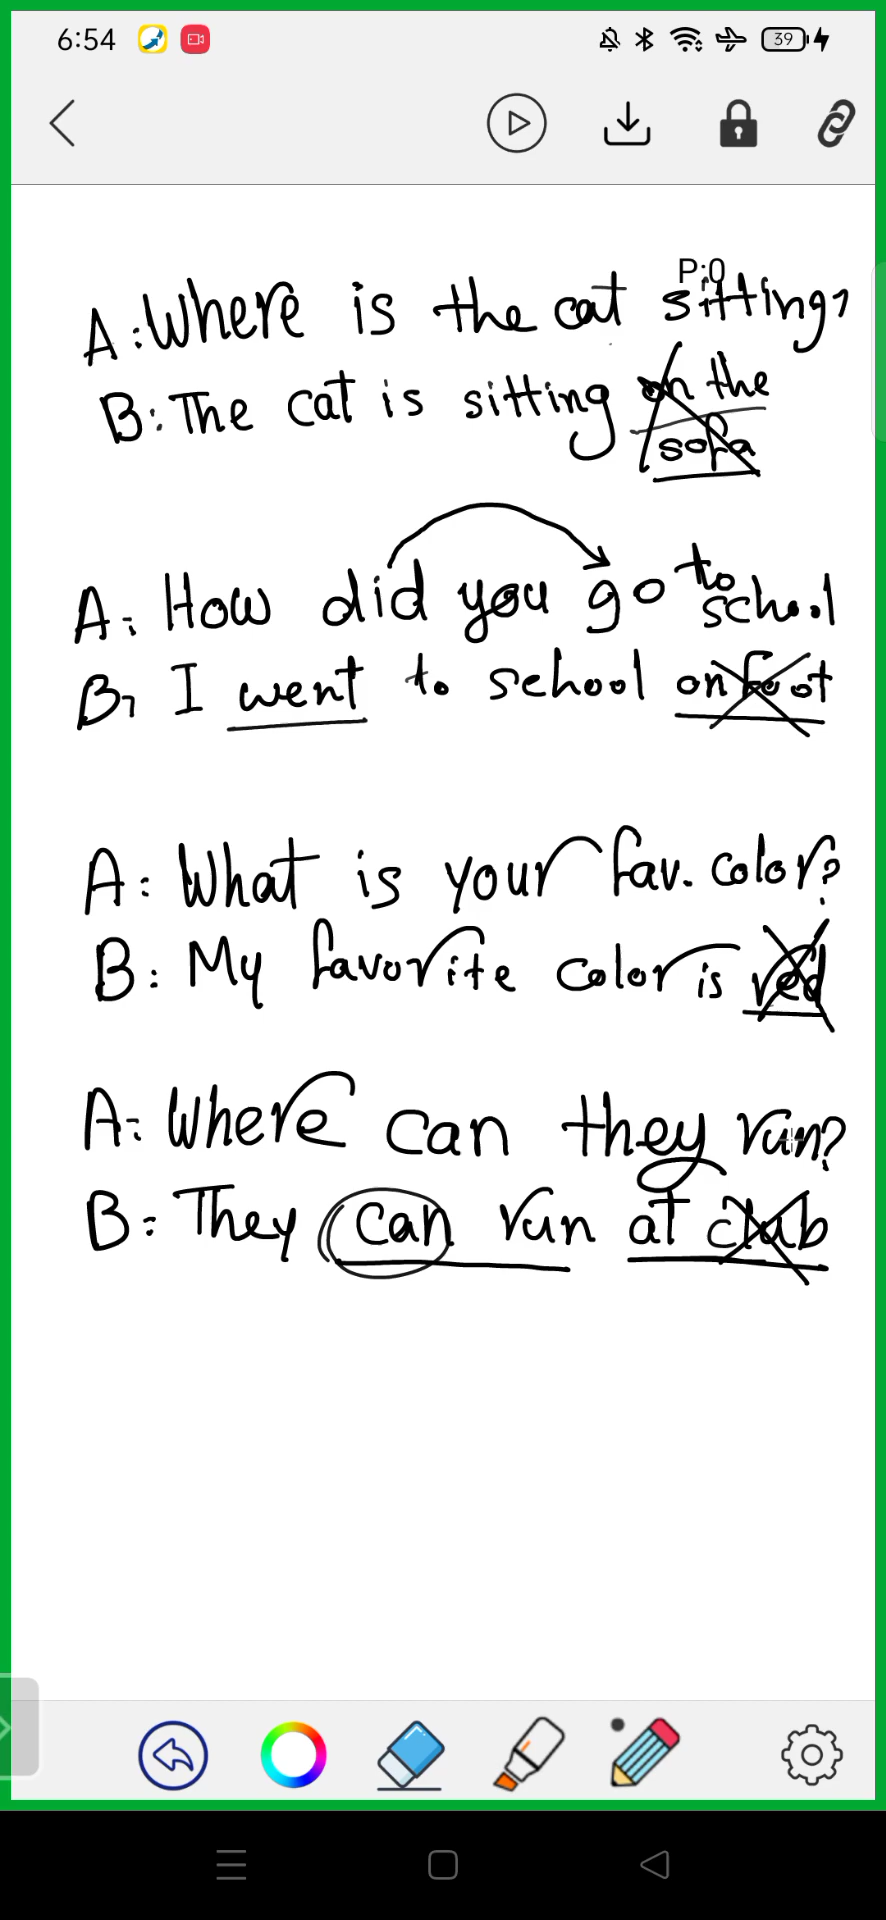 6:54
39
P:0
A: Where is the cat sitting?
B: The cat is sitting on the
sofa
A: How did you go to
school
B: I went to school on foot
A: What is your fav. color?
B: My favorite color is red
A: Where can they run?
B: They can run at club